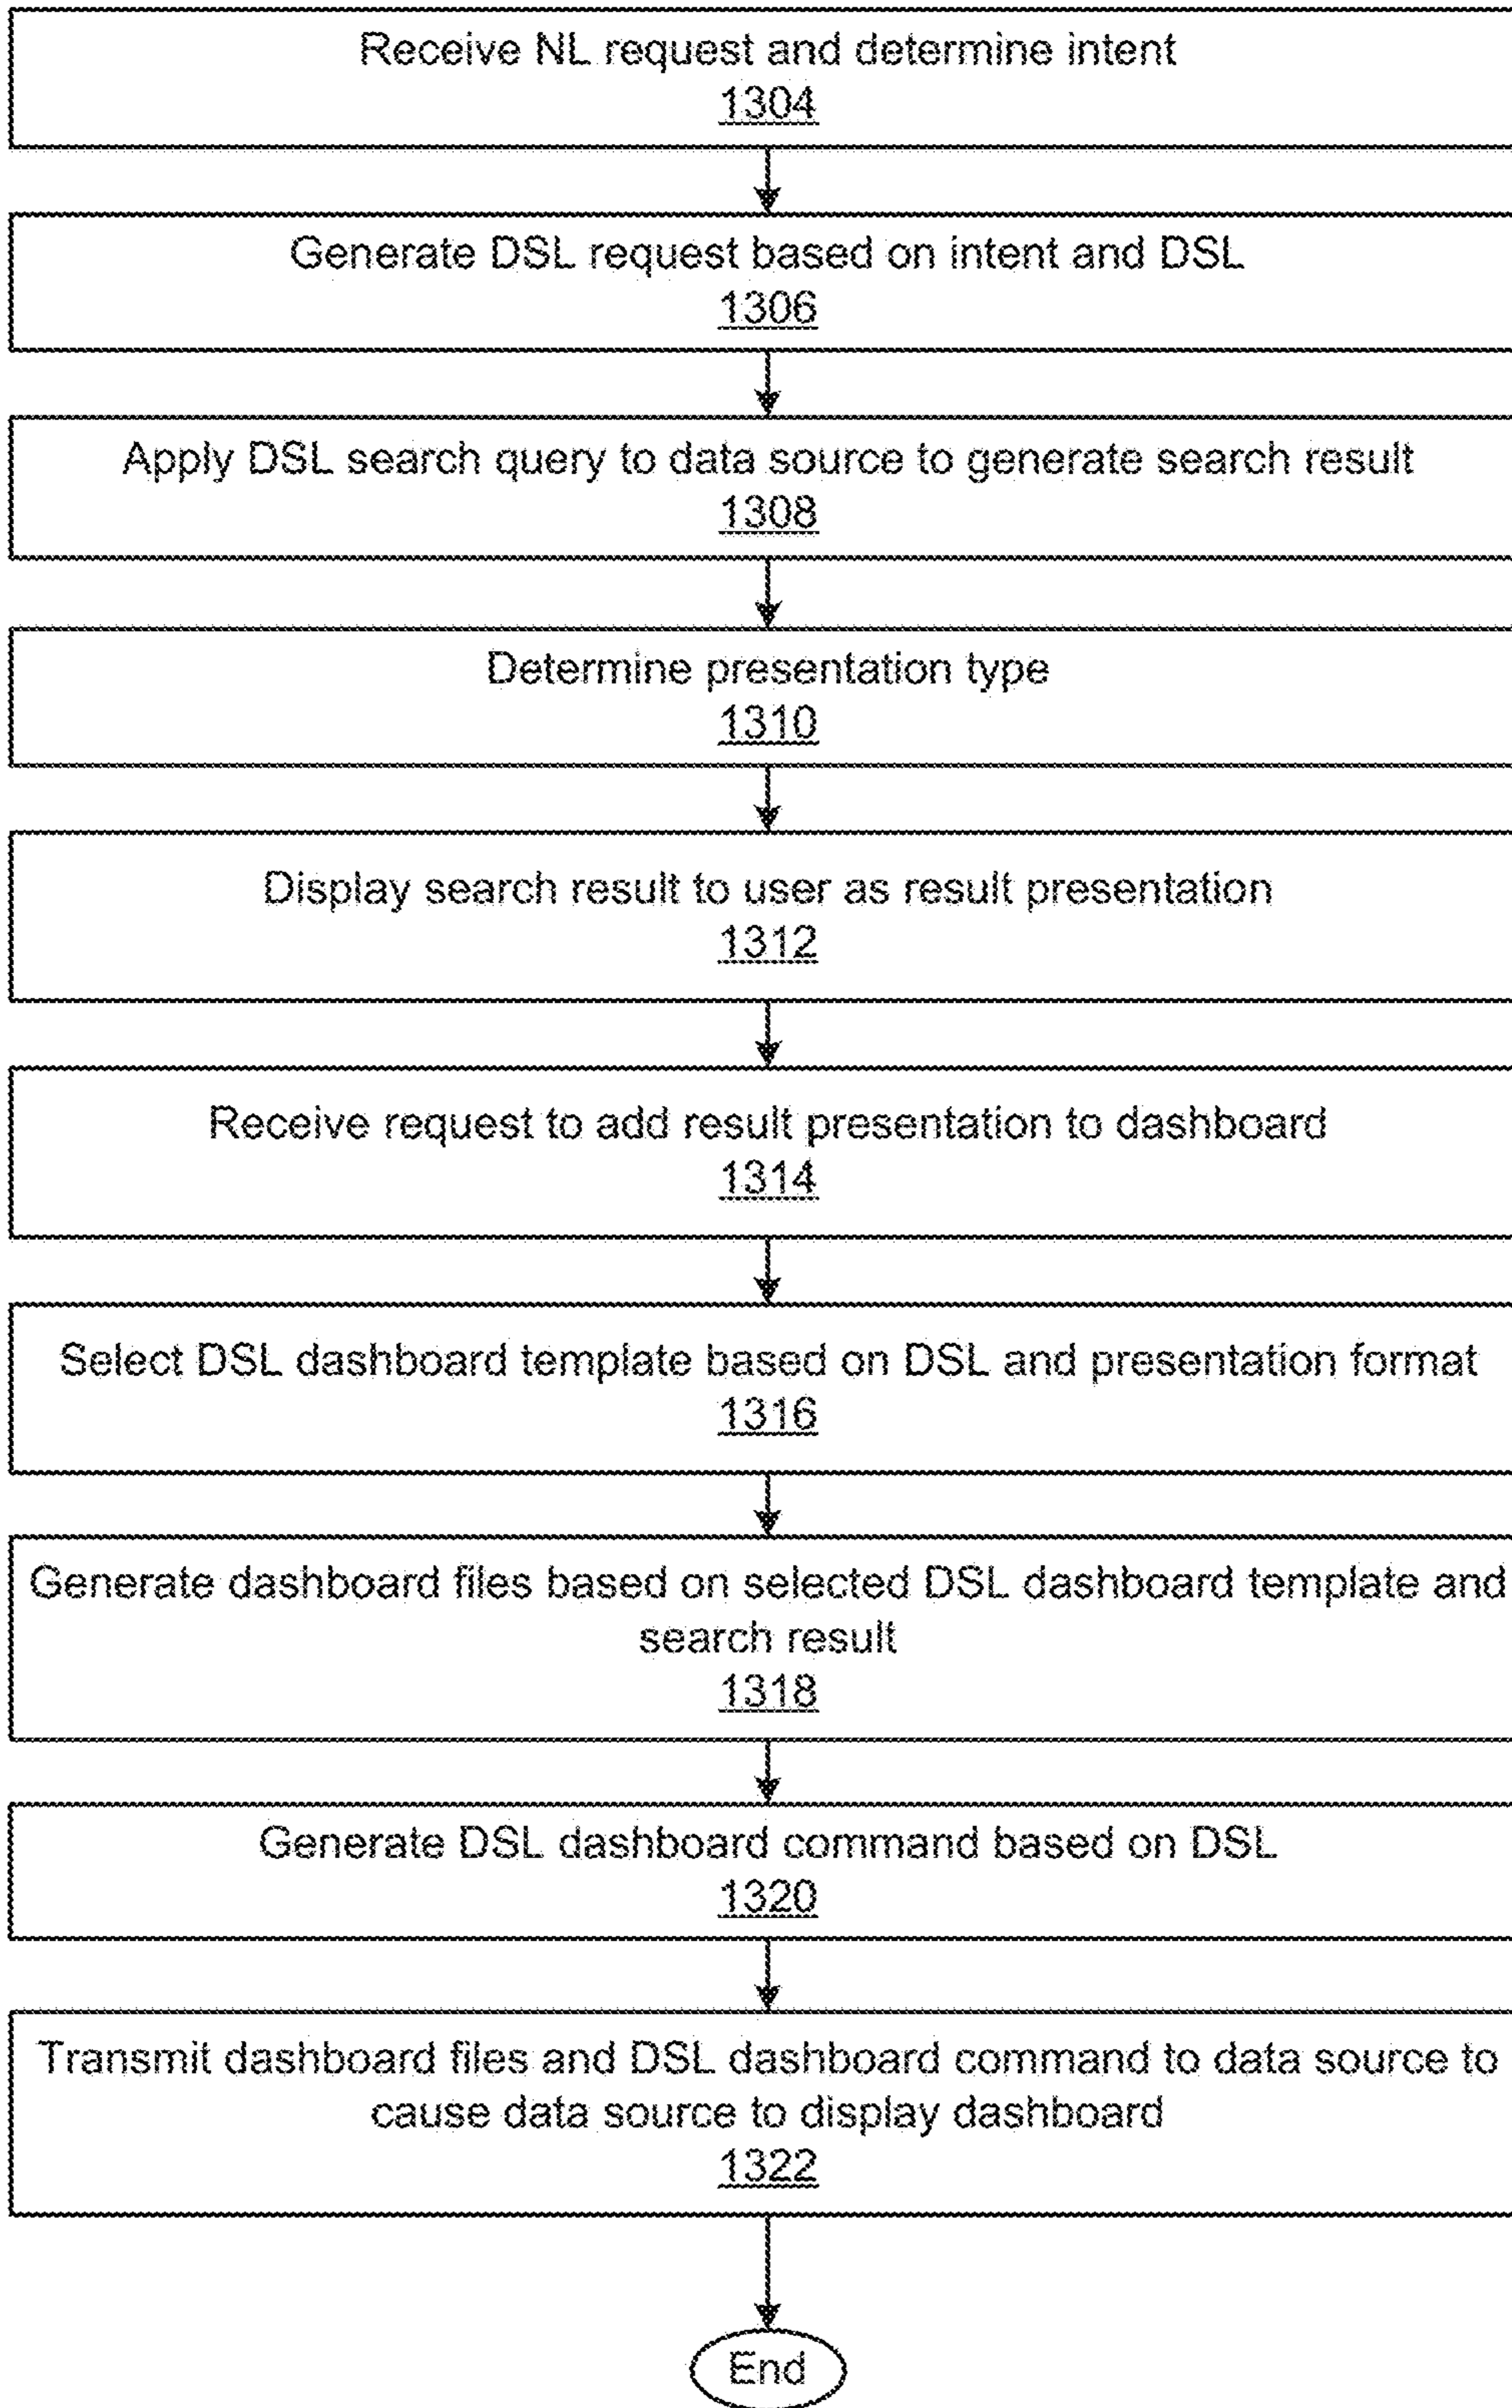 Receive NL request and determine intent
1304
Generate DSL request based on intent and DSL
1306
Apply DSL search query to data source to generate search result
1308
Determine presentation type
1310
Display search result to user as result presentation
1312
Receive request to add result presentation to dashboard
1314
Select DSL dashboard template based on DSL and presentation format
1316
Generate dashboard files based on selected DSL dashboard template and
search result
1318
Generate DSL dashboard command based on DSL
1320
Transmit dashboard files and DSL dashboard command to data source to
cause data source to display dashboard
1322
End